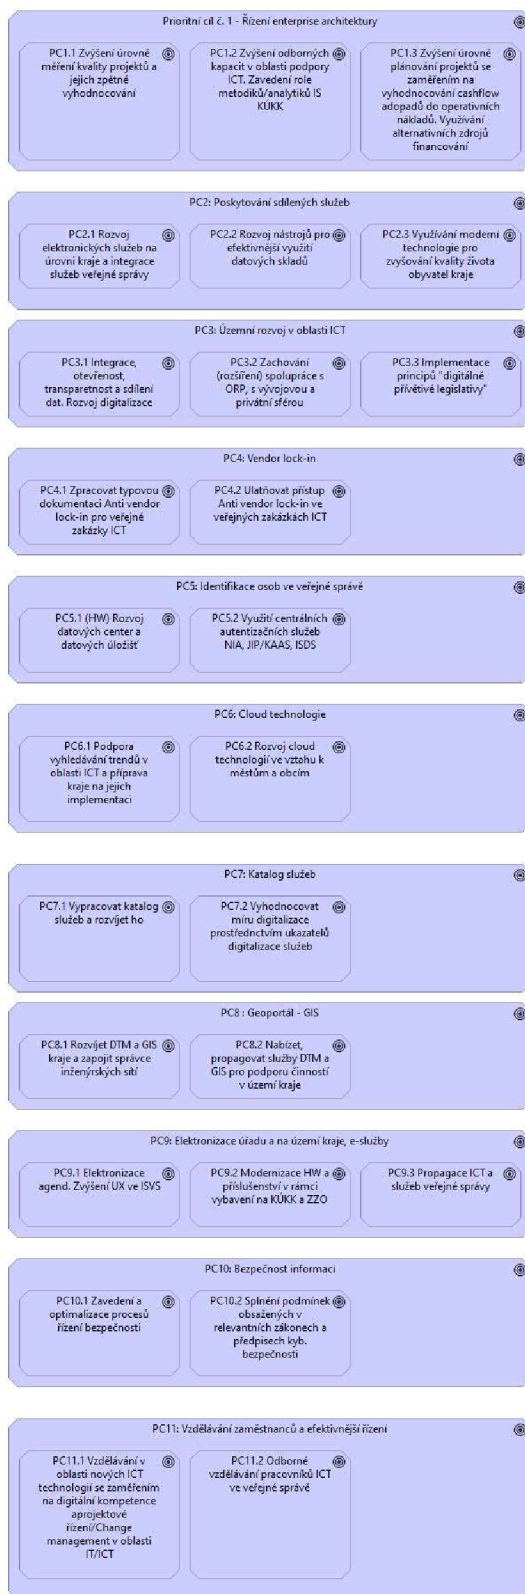 Prioritní cíl č. 1 - Řízení enterprise architektury
PC1.1 Zvýšení úrovně
měření kvality projektů a
jejich zpětné
vyhodnocování
PC1.2 Zvýšení odborných
kapacit v oblasti podpory
ICT. Zavedení role
metodiků/analytiků IS
KÚKK
PC1.3 Zvýšení úrovně
plánování projektů se
zaměřením na
vyhodnocování cashflow
adopadů do operativních
nákladů. Využívání
alternativních zdrojů
financování
PC2: Poskytování sdílených služeb
PC2.1 Rozvoj
elektronických služeb na
úrovni kraje a integrace
služeb veřejné správy
PC2.2 Rozvoj nástrojů pro
efektivnější využití
datových skladů
PC2.3 Využívání moderní
technologie pro
zvyšování kvality života
obyvatel kraje
PC3: Územní rozvoj v oblasti ICT
PC3.1 Integrace,
otevřenost,
transparetnost a sdílení
dat. Rozvoj digitalizace
PC3.2 Zachování
(rozšíření) spolupráce s
ORP, s vývojovou a
privátní sférou
PC3.3 Implementace
principů "digitálně
přívětivé legislativy"
PC4: Vendor lock-in
PC4.1 Zpracovat typovou
dokumentaci Anti vendor
lock-in pro veřejné
zakázky ICT
PC4.2 Ulatňovat přístup
Anti vendor lock-in ve
veřejných zakázkách ICT
PC5: Identifikace osob ve veřejné správě
PC5.1 (HW) Rozvoj
datových center a
datových úložišť
PC5.2 Využití centrálních
autentizačních služeb
NIA, JIP/KAAS, ISDS
PC6: Cloud technologie
PC6.1 Podpora
vyhledávání trendů v
oblasti ICT a příprava
kraje na jejich
implementaci
PC6.2 Rozvoj cloud
technologií ve vztahu k
městům a obcím
PC7: Katalog služeb
PC7.1 Vypracovat katalog
služeb a rozvíjet ho
PC7.2 Vyhodnocovat
míru digitalizace
prostřednctvím ukazatelů
digitalizace služeb
PC8 : Geoportál - GIS
PC8.1 Rozvíjet DTM a GIS
kraje a zapojit správce
inženýrských sítí
PC8.2 Nabízet,
propagovat služby DTM a
GIS pro podporu činností
v území kraje
PC9: Elektronizace úřadu a na území kraje, e-služby
PC9.1 Elektronizace
agend. Zvýšení UX ve ISVS
PC9.2 Modernizace HW a
příslušenství v rámci
vybavení na KÚKK a ZZO
PC9.3 Propagace ICT a
služeb veřejné správy
PC10: Bezpečnost informací
PC10.1 Zavedení a
optimalizace procesů
řízení bezpečnosti
PC10.2 Splnění podmínek
obsažených v
relevantních zákonech a
předpisech kyb.
bezpečnosti
PC11: Vzdělávání zaměstnanců a efektivnější řízení
PC11.1 Vzdělávání v
oblasti nových ICT
technologií se zaměřením
na digitální kompetence
aprojektové
řízení/Change
management v oblasti
IT/ICT
PC11.2 Odborné
vzdělávání pracovníků ICT
ve veřejné správě